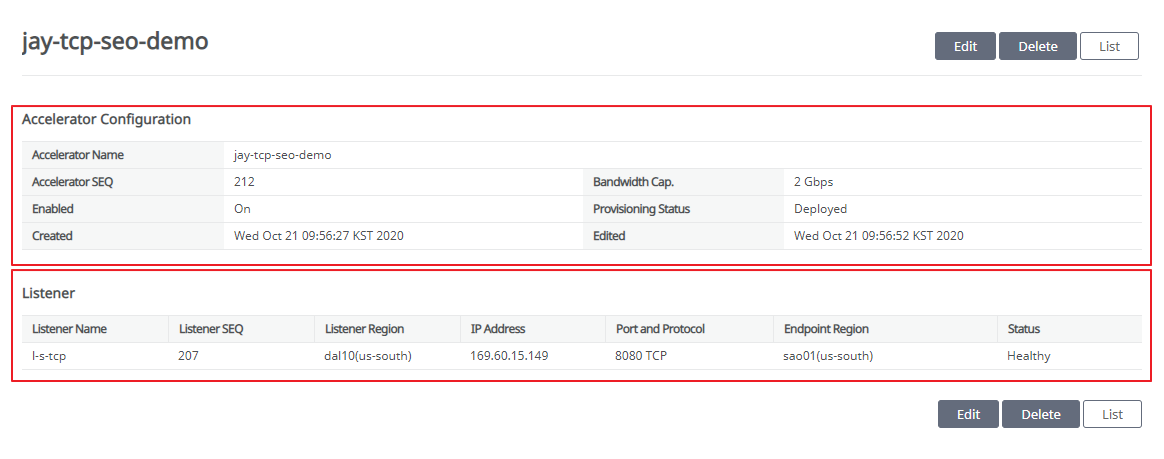 jay-tcp-seo-demo
Edit Delete List
Accelerator Configuration
Accelerator Name jay-tcp-seo-demo
Accelerator SEQ 212 Bandwidth Cap. 2 Gbps
Enabled On Provisioning Status Deployed
Created Wed Oct 21 09:56:27 KST 2020 Edited Wed Oct 21 09:56:52 KST 2020
Listener
Listener Name Listener SEQ Listener Region IP Address Port and Protocol Endpoint Region Status
l-s-tcp 207 dal10(us-south) 169.60.15.149 8080 TCP sao01(us-south) Healthy
Edit Delete List